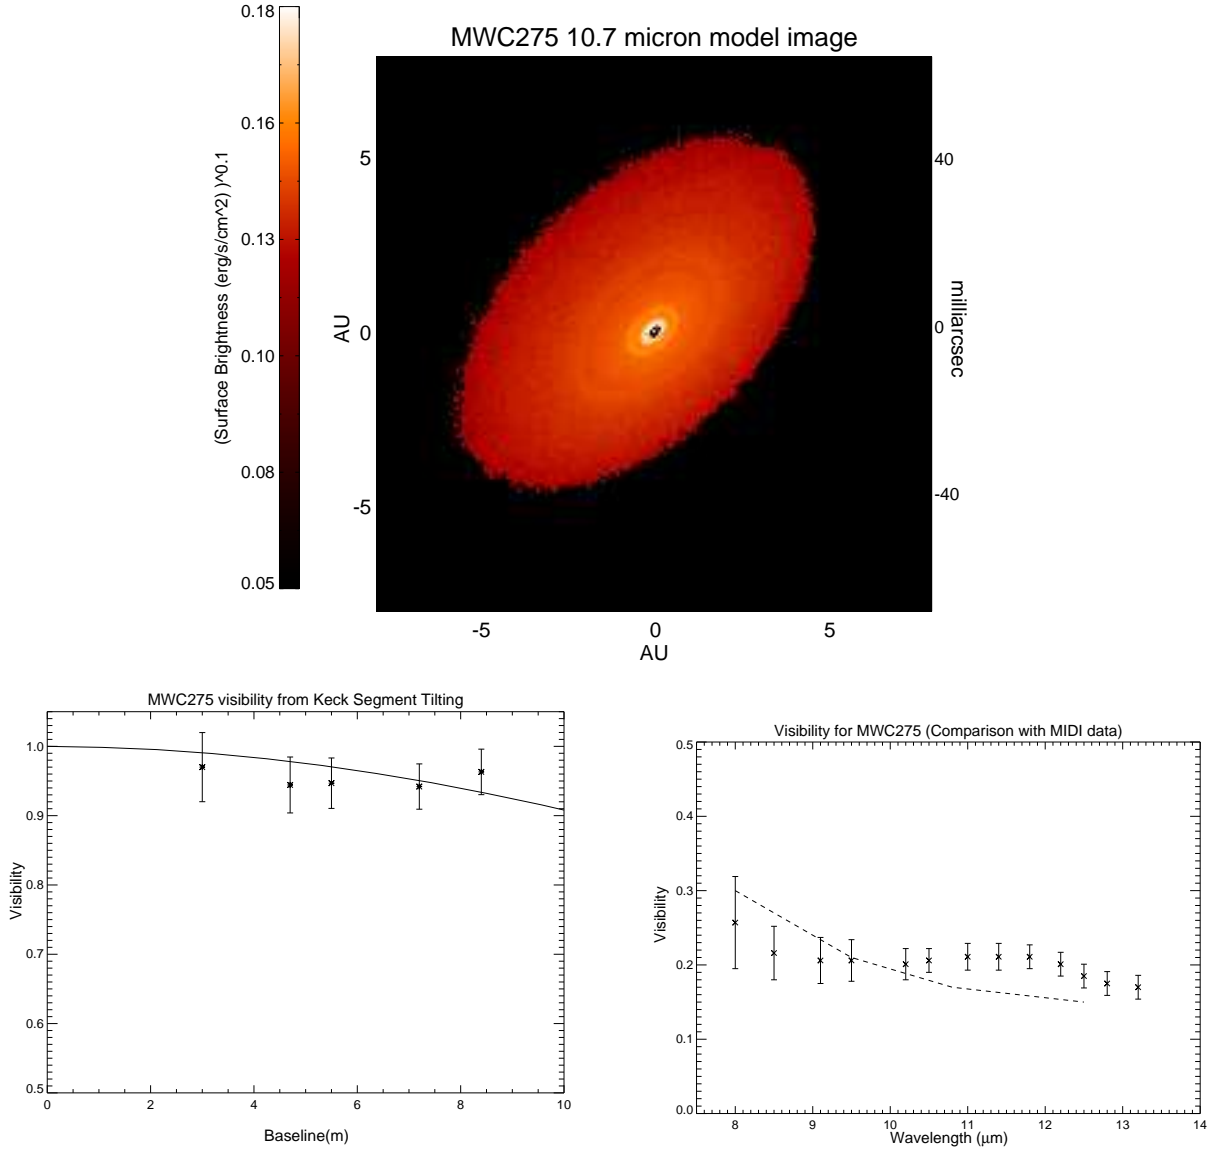 MWC275 10.7 micron model image
0.18
0.16
0.13
0.10
0.08
0.05
(Surface Brightness (erg/s/cm^2) )^0.1
5
0
-5
AU
40
0
-40
milliarcsec
-5 0 5
AU
MWC275 visibility from Keck Segment Tilting
1.0
0.9
0.8
0.7
0.6
0.5
Visibility
0 2 4 6 8 10
Baseline(m)
Visibility for MWC275 (Comparison with MIDI data)
0.5
0.4
0.3
0.2
0.1
0.0
Visibility
8 9 10 11 12 13 14
Wavelength (μm)